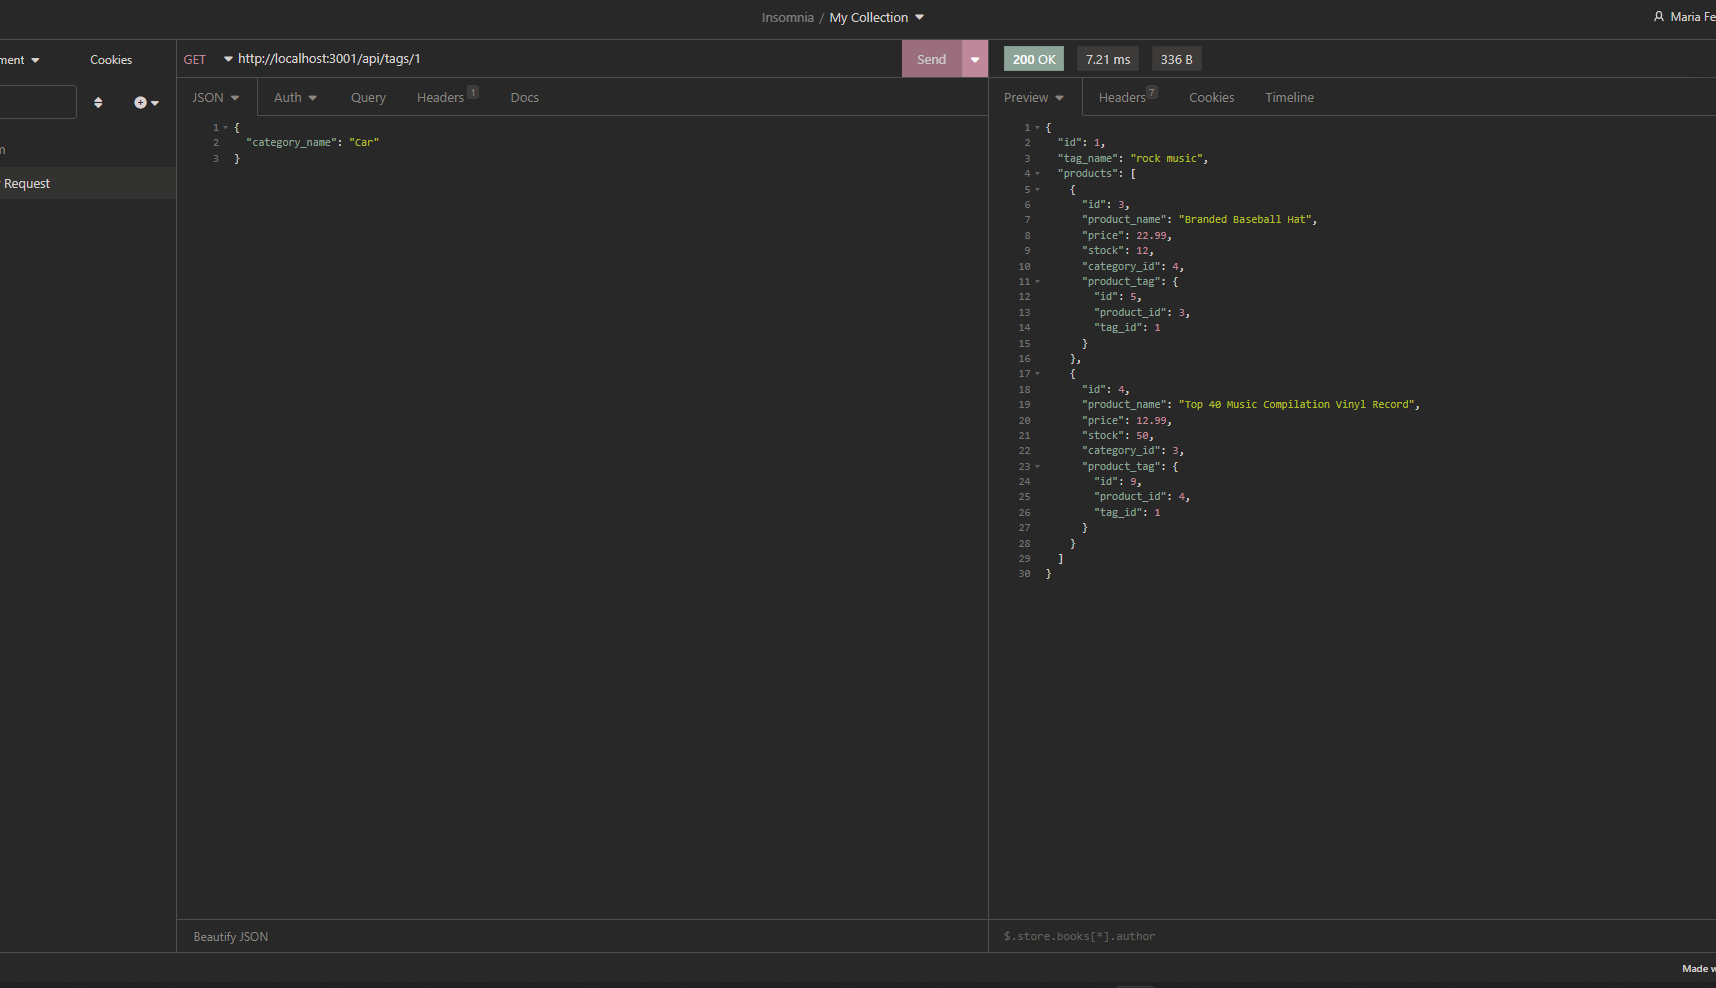 Insomnia / My Collection
Maria Fe
ment
Cookies
GET http://localhost:3001/api/tags/1
Send
200 OK
7.21 ms
336 B
JSON
Auth
Query
Headers 1
Docs
Preview
Headers 7
Cookies
Timeline
m
Request
1 {
2 "category_name": "Car"
3 }
1 {
2 "id": 1,
3 "tag_name": "rock music",
4 "products": [
5 {
6 "id": 3,
7 "product_name": "Branded Baseball Hat",
8 "price": 22.99,
9 "stock": 12,
10 "category_id": 4,
11 "product_tag": {
12 "id": 5,
13 "product_id": 3,
14 "tag_id": 1
15 }
16 },
17 {
18 "id": 4,
19 "product_name": "Top 40 Music Compilation Vinyl Record",
20 "price": 12.99,
21 "stock": 50,
22 "category_id": 3,
23 "product_tag": {
24 "id": 9,
25 "product_id": 4,
26 "tag_id": 1
27 }
28 }
29 ]
30 }
Beautify JSON
$.store.books[*].author
Made w